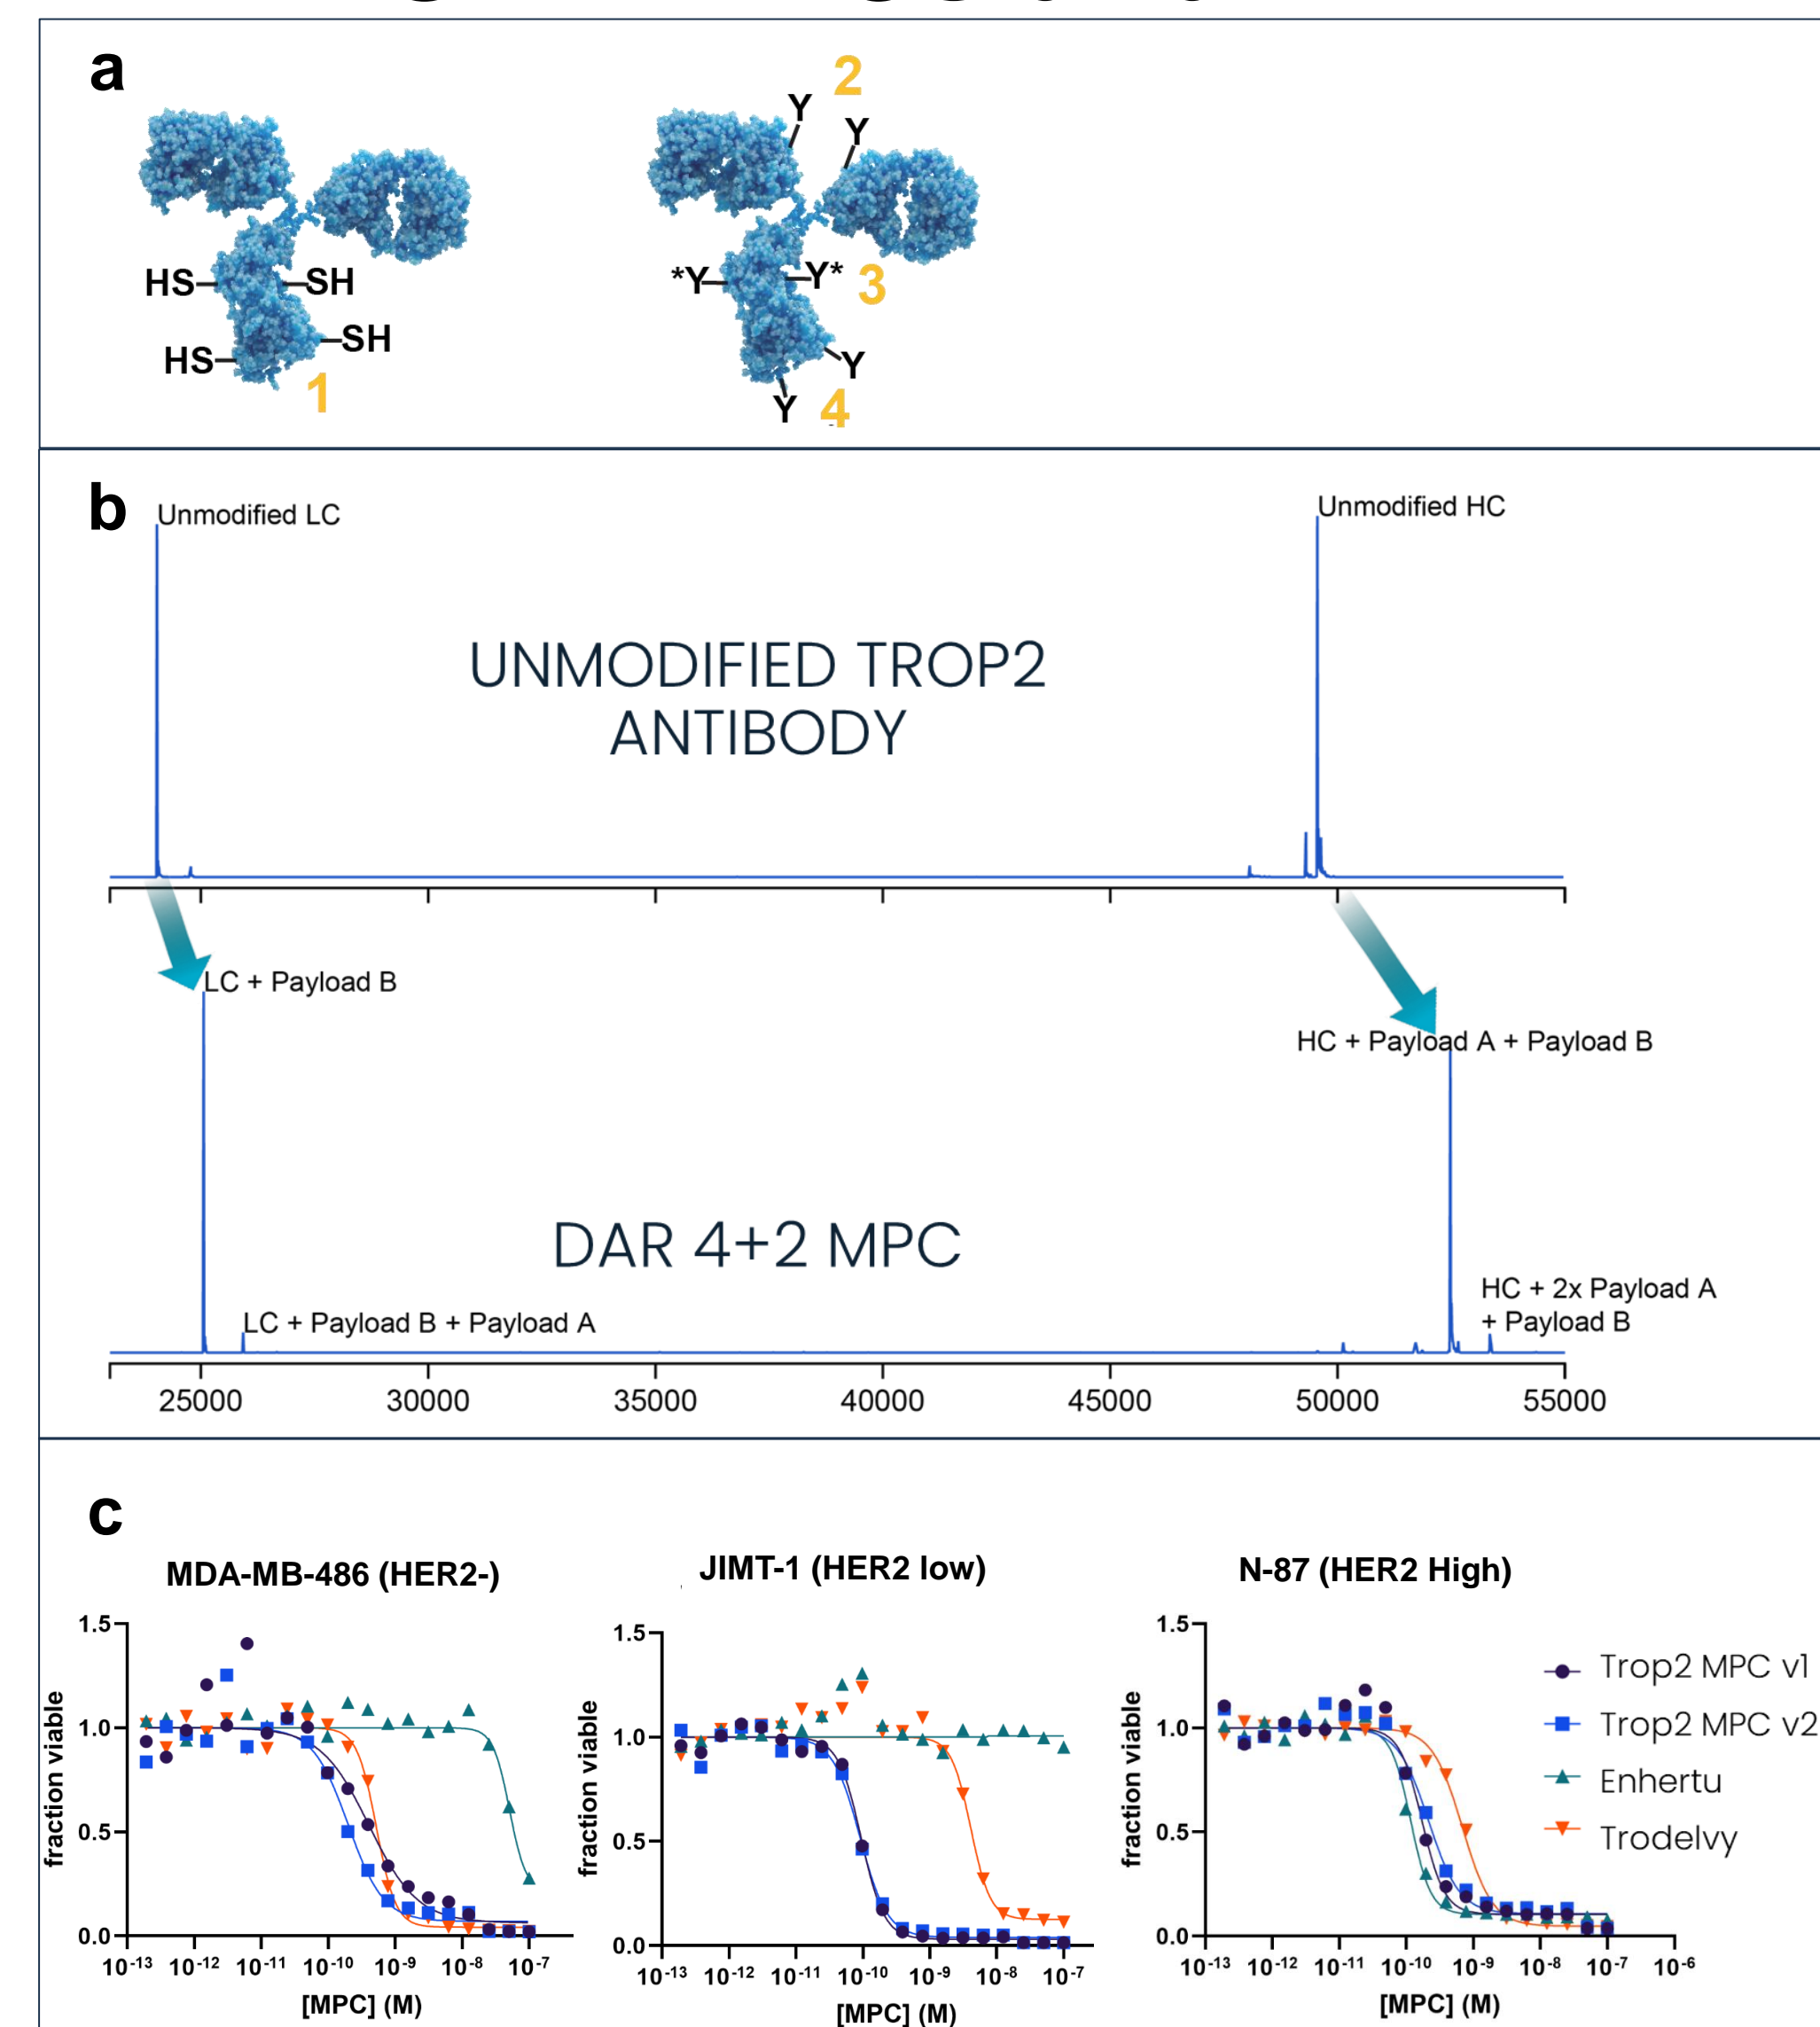 a
2
Y
Y
HS
SH
*Y
Y*
3
SH
HS
Y
1
Y
4
b
Unmodified LC
Unmodified HC
UNMODIFIED TROP2
ANTIBODY
LC + Payload B
HC + Payload A + Payload B
DAR 4+2 MPC
LC + Payload B + Payload A
HC + 2x Payload A
+ Payload B
25000 30000 35000 40000 45000 50000 55000
c
MDA-MB-486 (HER2-)
1.5
1.0
0.5
0.0
fraction viable
10-13 10-12 10-11 10-10 10-9 10-8 10-7
[MPC] (M)
JIMT-1 (HER2 low)
1.5
1.0
0.5
0.0
fraction viable
10-13 10-12 10-11 10-10 10-9 10-8 10-7
[MPC] (M)
N-87 (HER2 High)
1.5
1.0
0.5
0.0
fraction viable
10-13 10-12 10-11 10-10 10-9 10-8 10-7 10-6
[MPC] (M)
Trop2 MPC v1
Trop2 MPC v2
Enhertu
Trodelvy